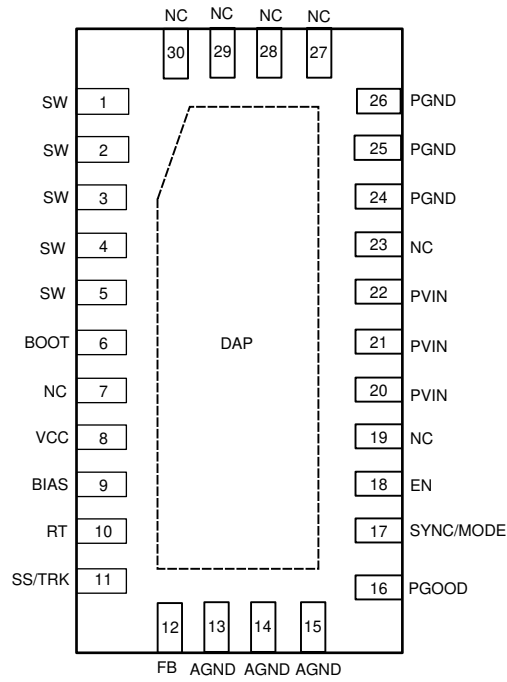 NC NC NC NC
30 29 28 27
SW 1 26 PGND
SW 2 25 PGND
SW 3 24 PGND
SW 4 23 NC
SW 5 22 PVIN
BOOT 6 DAP 21 PVIN
NC 7 20 PVIN
VCC 8 19 NC
BIAS 9 18 EN
RT 10 17 SYNC/MODE
SS/TRK 11 16 PGOOD
12 13 14 15
FB AGND AGND AGND